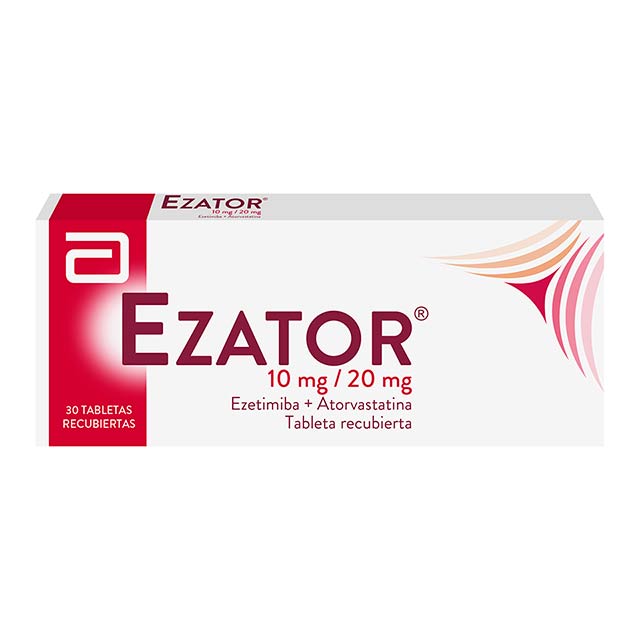 EZATOR®
10 mg / 20 mg
Ezetimiba + Atorvastatina
EZATOR®
10 mg / 20 mg
Ezetimiba + Atorvastatina
Tableta recubierta
30 TABLETAS
RECUBIERTAS